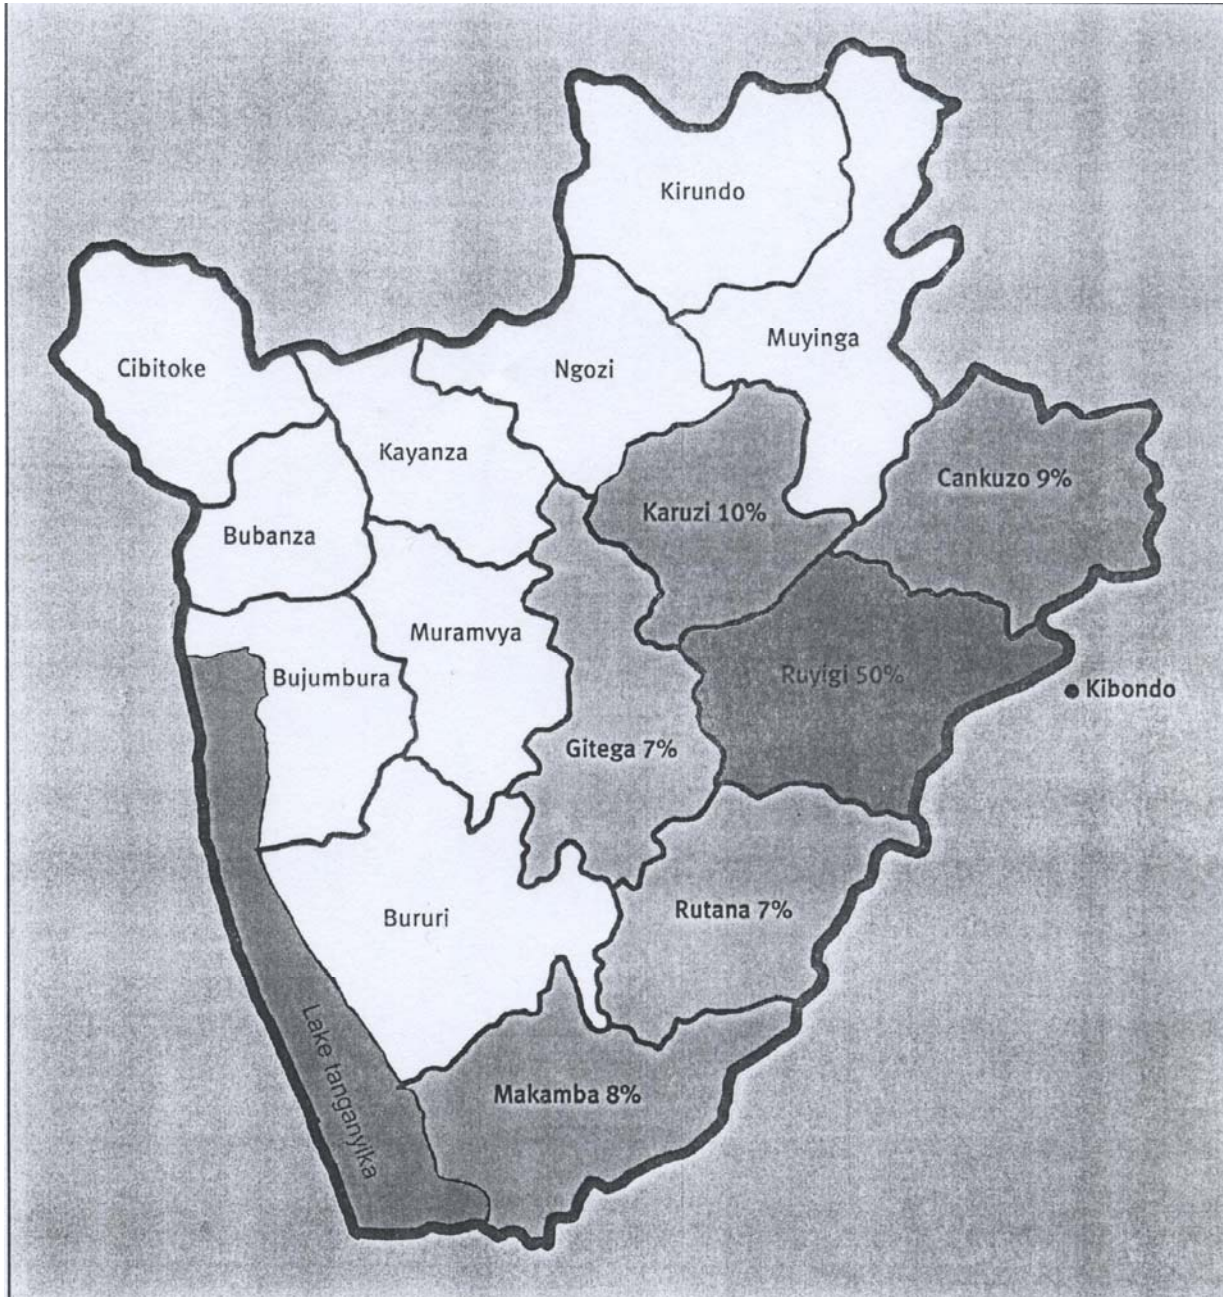 Kirundo
Muyinga
Cibitoke
Ngozi
Kayanza
Cankuzo 9%
Karuzi 10%
Bubanza
Muramvya
Bujumbura
Ruyigi 50%
Kibondo
Gitega 7%
Rutana 7%
Bururi
Lake tanganyika
Makamba 8%